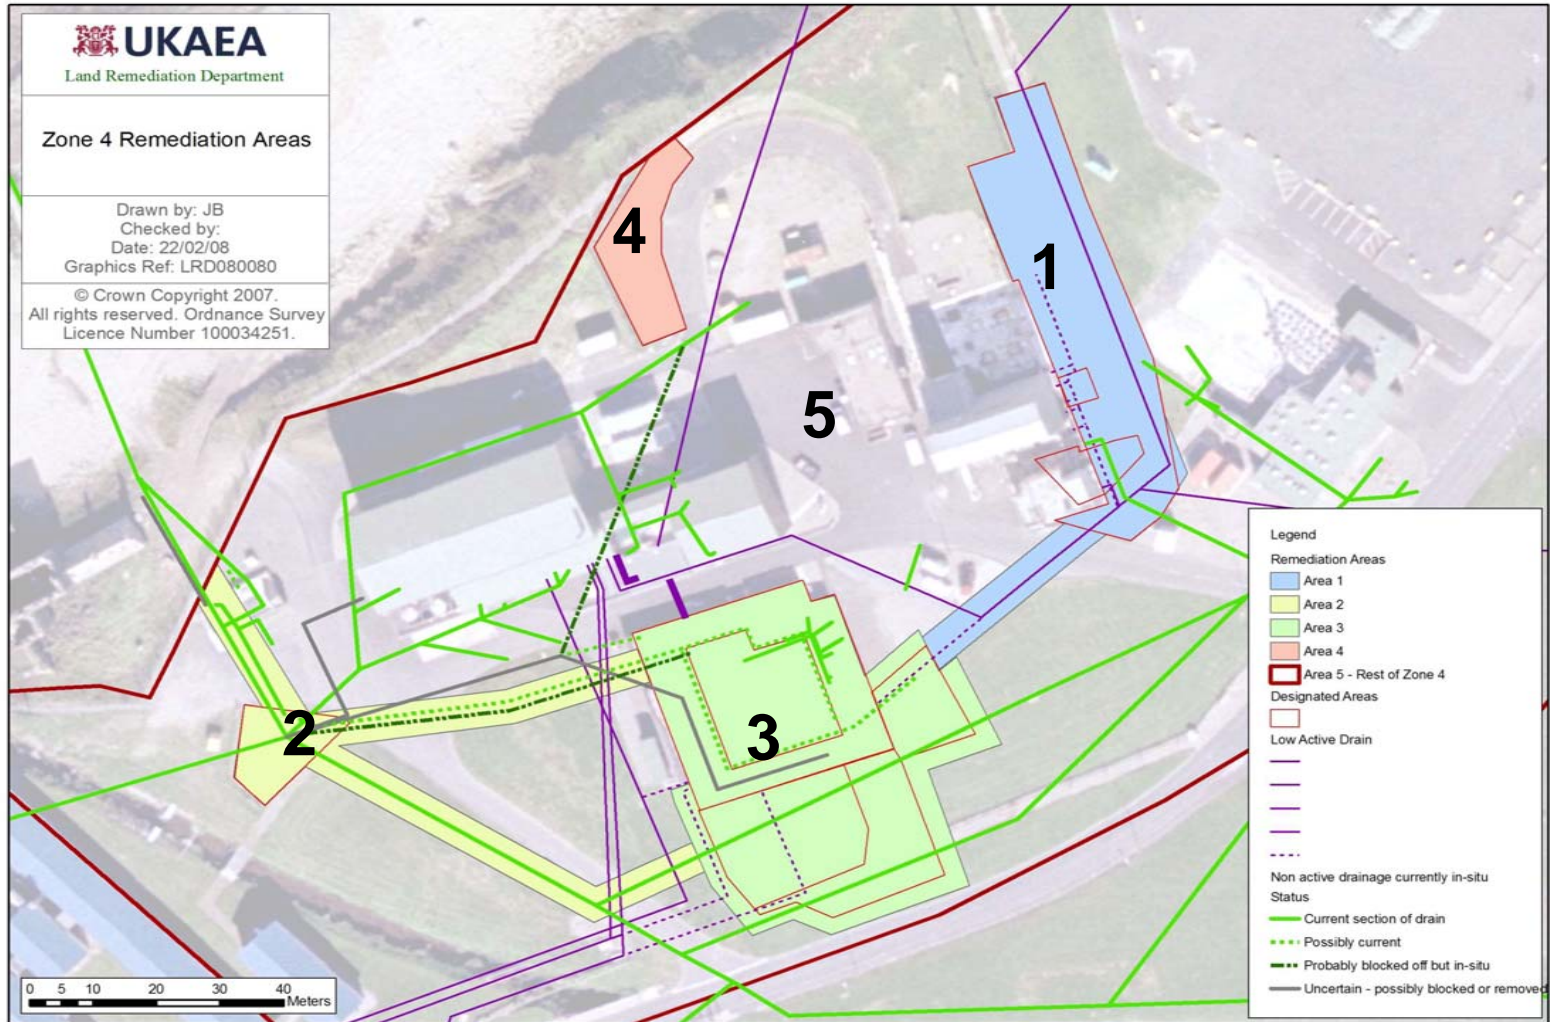 UKAEA
Land Remediation Department
Zone 4 Remediation Areas
Drawn by: JB
Checked by:
Date: 22/02/08
Graphics Ref: LRD080080
© Crown Copyright 2007.
All rights reserved. Ordnance Survey
Licence Number 100034251.
4
1
5
2
3
Legend
Remediation Areas
Area 1
Area 2
Area 3
Area 4
Area 5 - Rest of Zone 4
Designated Areas
Low Active Drain
Non active drainage currently in-situ
Status
Current section of drain
Possibly current
Probably blocked off but in-situ
Uncertain - possibly blocked or removed
0 5 10 20 30 40
Meters